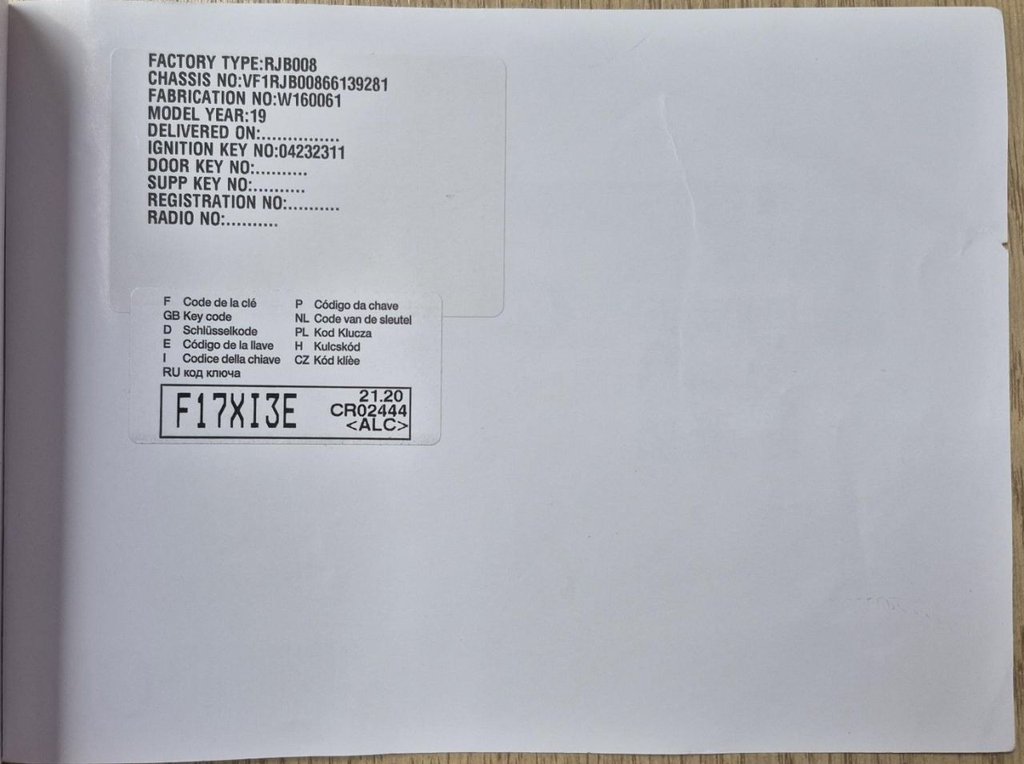 FACTORY TYPE:RJB008
CHASSIS NO:VF1RJB00866139281
FABRICATION NO:W160061
MODEL YEAR:19
DELIVERED ON:..............
IGNITION KEY NO:04232311
DOOR KEY NO:..........
SUPP KEY NO:..........
REGISTRATION NO:..........
RADIO NO:..........
F Code de la clé
GB Key code
D Schlüsselkode
E Código de la llave
I Codice della chiave
RU код ключа
P Código da chave
NL Code van de sleutel
PL Kod Klucza
H Kulcskód
CZ Kód klíèe
F17XI3E
21.20
CR02444
<ALC>